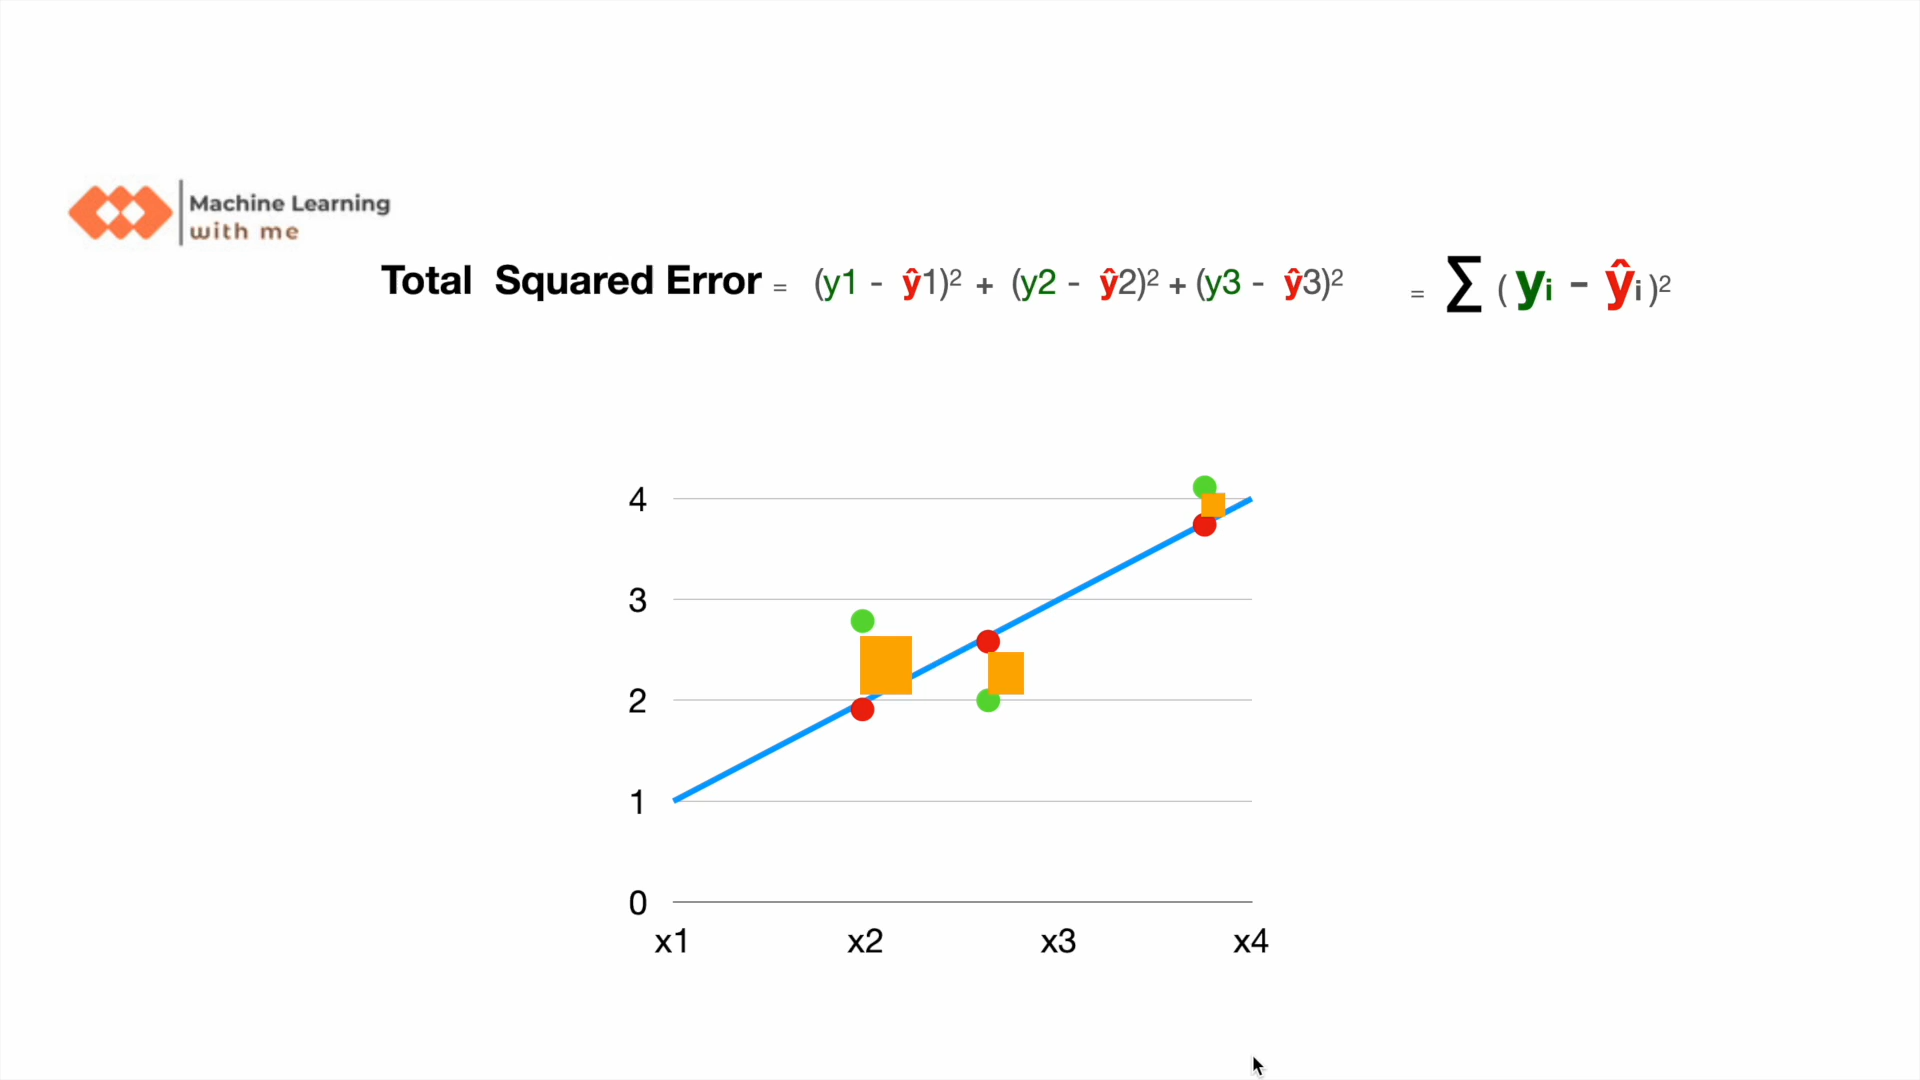 Machine Learning
with me
Total Squared Error = (y1 - ŷ1)² + (y2 - ŷ2)² + (y3 - ŷ3)² = ∑ (yᵢ - ŷᵢ)²
4
3
2
1
0
x1 x2 x3 x4